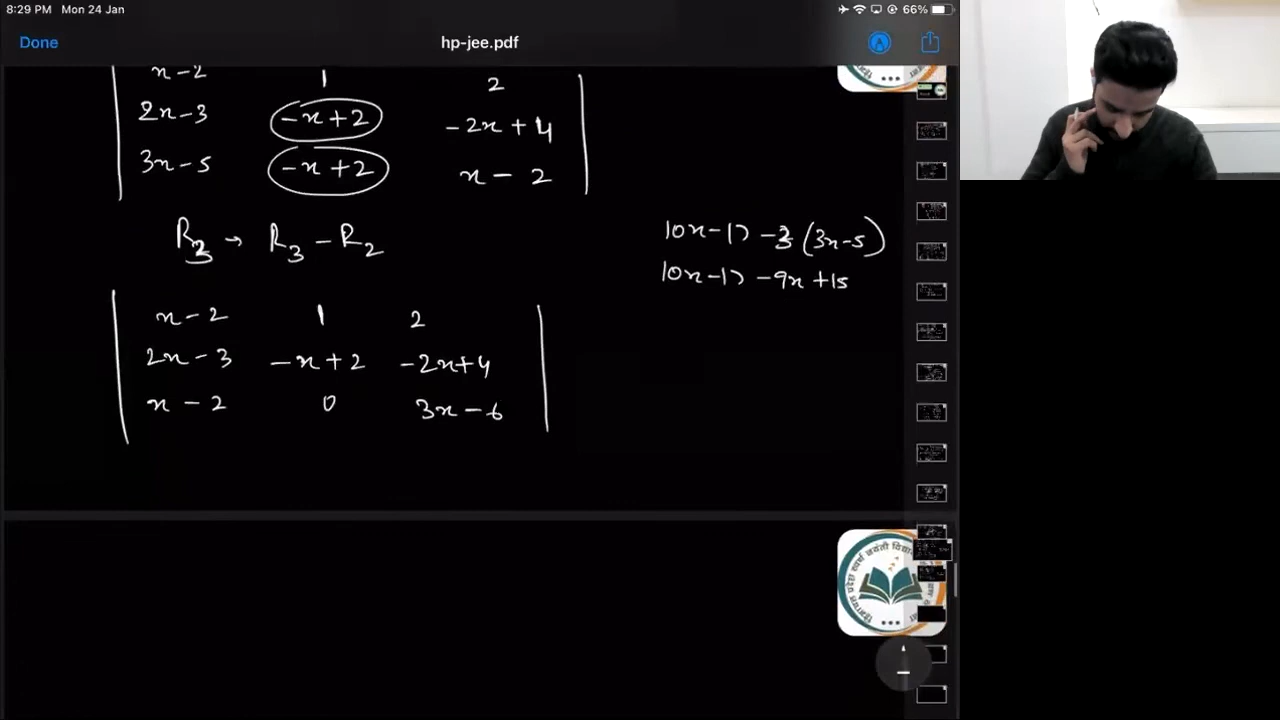 8:29 PM Mon 24 Jan
66%
Done
hp-jee.pdf
x-2 1 2
2x-3 -x+2 -2x+4
3x-5 -x+2 x-2
R3 → R3 - R2
10x-17 -3(3x-5)
10x-17 -9x+15
x-2 1 2
2x-3 -x+2 -2x+4
x-2 0 3x-6